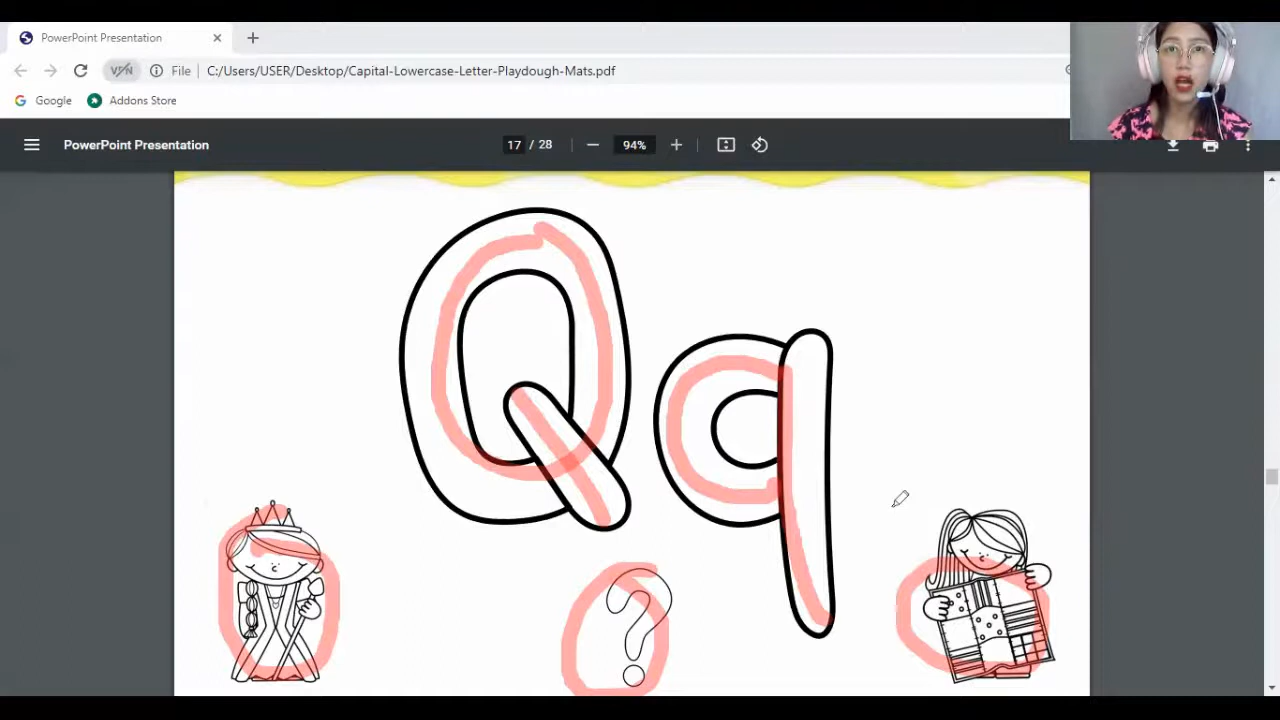 PowerPoint Presentation
File C:/Users/USER/Desktop/Capital-Lowercase-Letter-Playdough-Mats.pdf
Google Addons Store
PowerPoint Presentation 17 / 28 94%
Qq
?